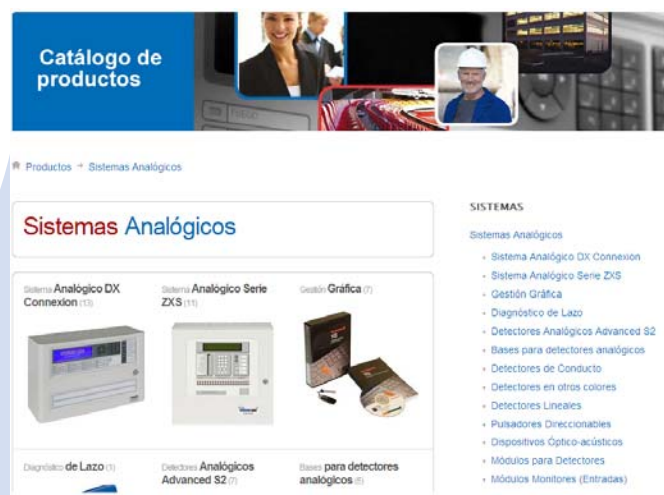 Catálogo de
productos
FUEGO
Productos → Sistemas Analógicos
Sistemas Analógicos
Sistema Analógico DX
Connexion (13)
Sistema Analógico Serie
ZXS (11)
Gestión Gráfica (7)
Diagnóstico de Lazo (1)
Detectores Analógicos
Advanced S2 (7)
Bases para detectores
analógicos (6)
SISTEMAS
Sistemas Analógicos
Sistema Analógico DX Connexion
Sistema Analógico Serie ZXS
Gestión Gráfica
Diagnóstico de Lazo
Detectores Analógicos Advanced S2
Bases para detectores analógicos
Detectores de Conducto
Detectores en otros colores
Detectores Lineales
Pulsadores Direccionables
Dispositivos Óptico-acústicos
Módulos para Detectores
Módulos Monitores (Entradas)